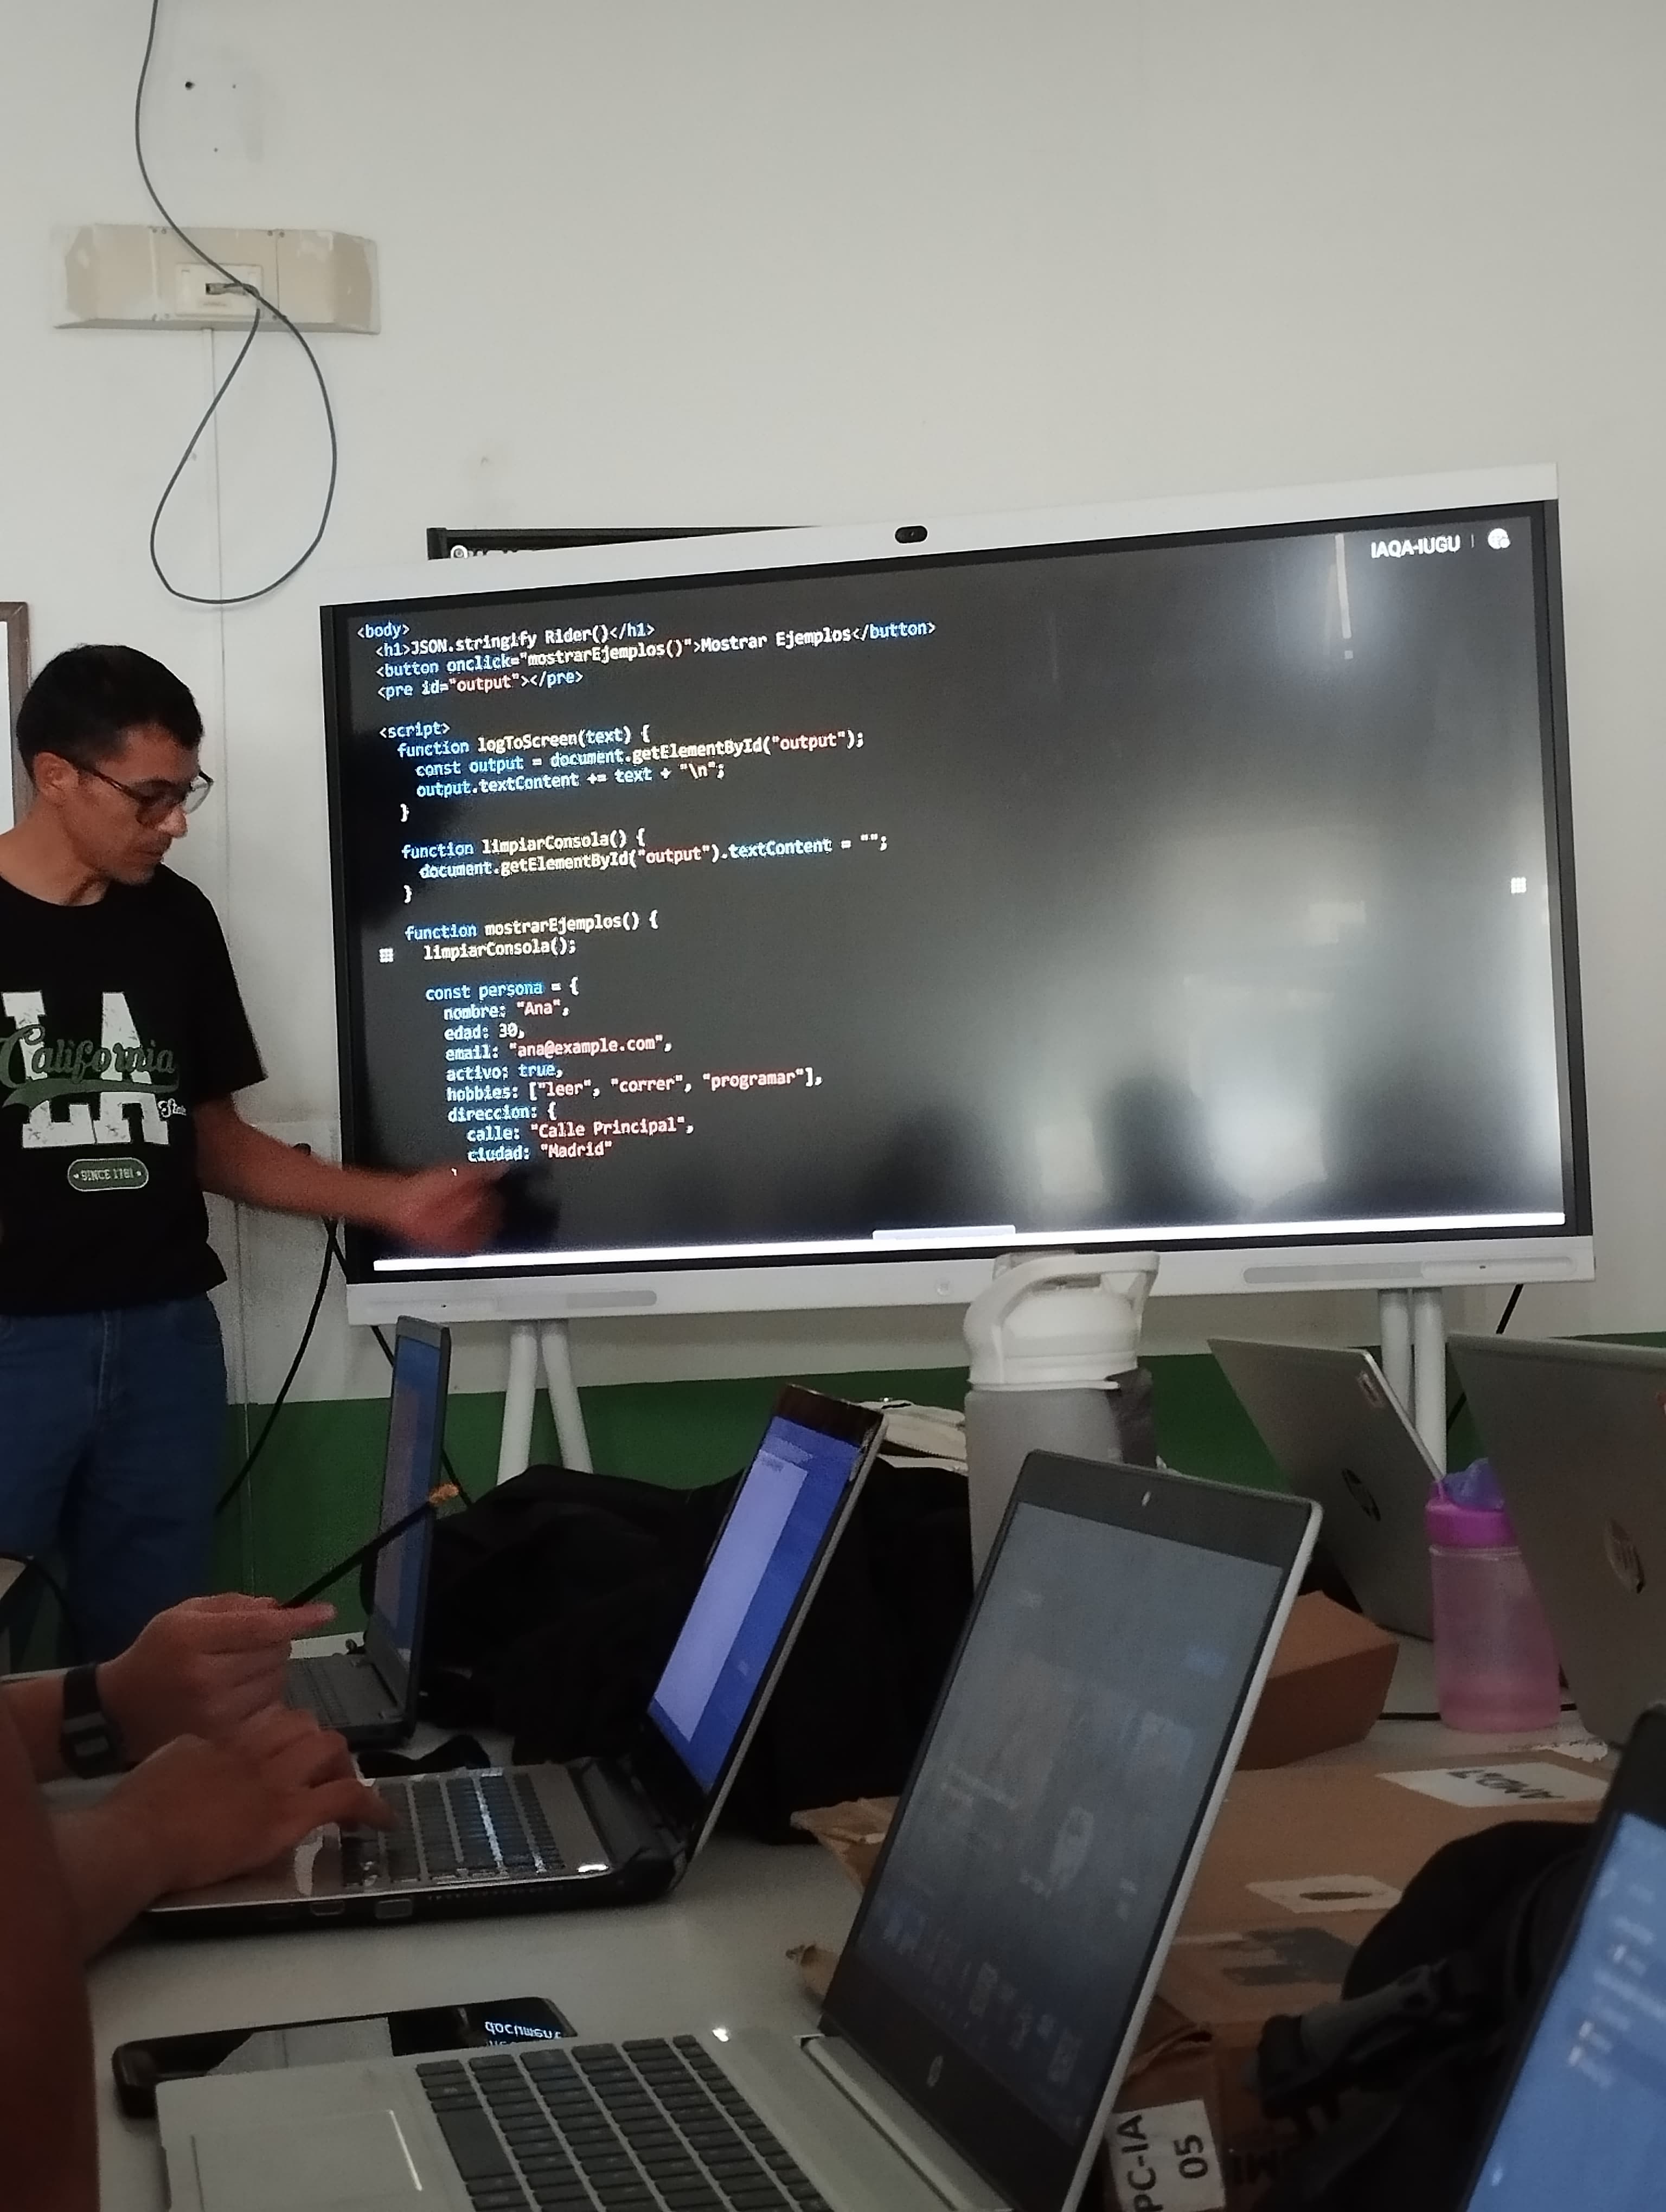 IAQA-IUGU
<body>
<h1>JSON.stringify Rider()</h1>
<button onclick="mostrarEjemplos()">Mostrar Ejemplos</button>
<pre id="output"></pre>
<script>
function logToScreen(text) {
const output = document.getElementById("output");
output.textContent += text + "\n";
}
function limpiarConsola() {
document.getElementById("output").textContent = "";
}
function mostrarEjemplos() {
limpiarConsola();
const persona = {
nombre: "Ana",
edad: 30,
email: "ana@example.com",
activo: true,
hobbies: ["leer", "correr", "programar"],
direccion: {
calle: "Calle Principal",
ciudad: "Madrid"
LA
California
State
SINCE 1781
PC-IA
05